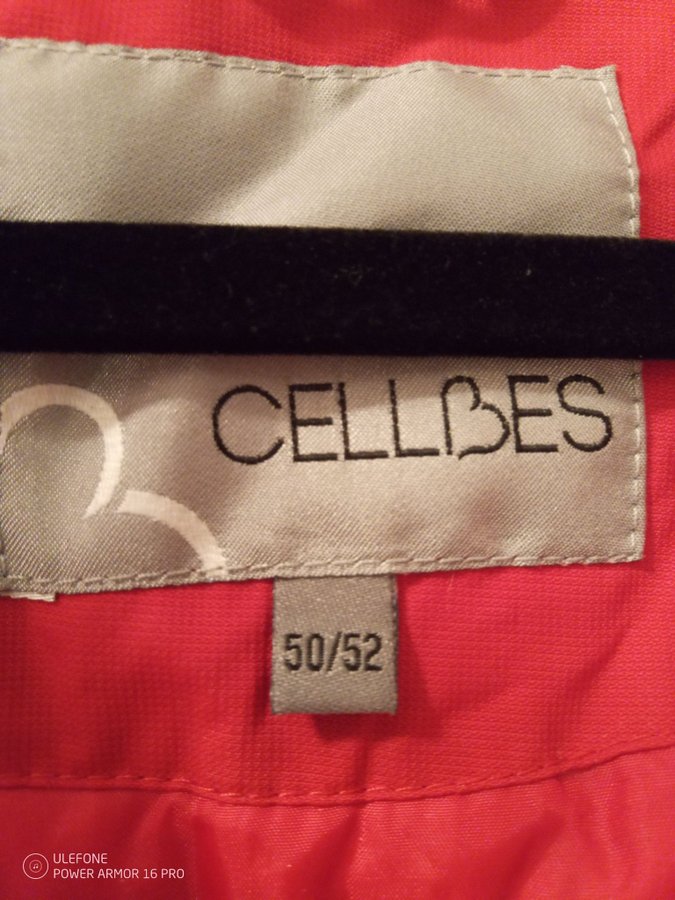 CELLBES
50/52
ULEFONE
POWER ARMOR 16 PRO